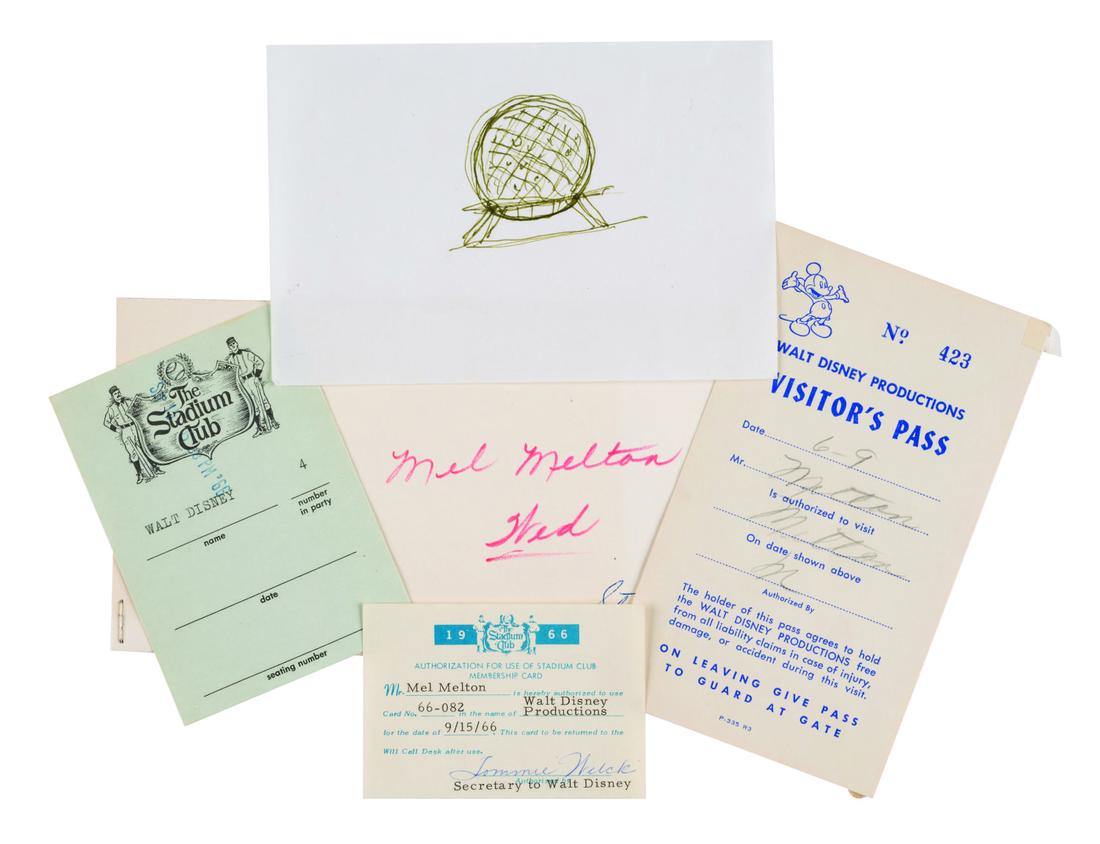 The
Stadium
Club
WALT DISNEY
4
name
number
in party
date
seating number
Mel Melton
Wed
19 The Stadium Club 66
AUTHORIZATION FOR USE OF STADIUM CLUB
MEMBERSHIP CARD
Mr. Mel Melton is hereby authorized to use
Card No. 66-082 in the name of Walt Disney Productions
for the date of 9/15/66 This card to be returned to the
Will Call Desk after use.
Tommie Wilck
Authorized by
Secretary to Walt Disney
Nº 423
WALT DISNEY PRODUCTIONS
VISITOR'S PASS
Date 6-9
Mr. Melton
Is authorized to visit
Melton
On date shown above
M
Authorized By
The holder of this pass agrees to hold
the WALT DISNEY PRODUCTIONS free
from all liability claims in case of injury,
damage, or accident during this visit.
ON LEAVING GIVE PASS
TO GUARD AT GATE
P-335 R3